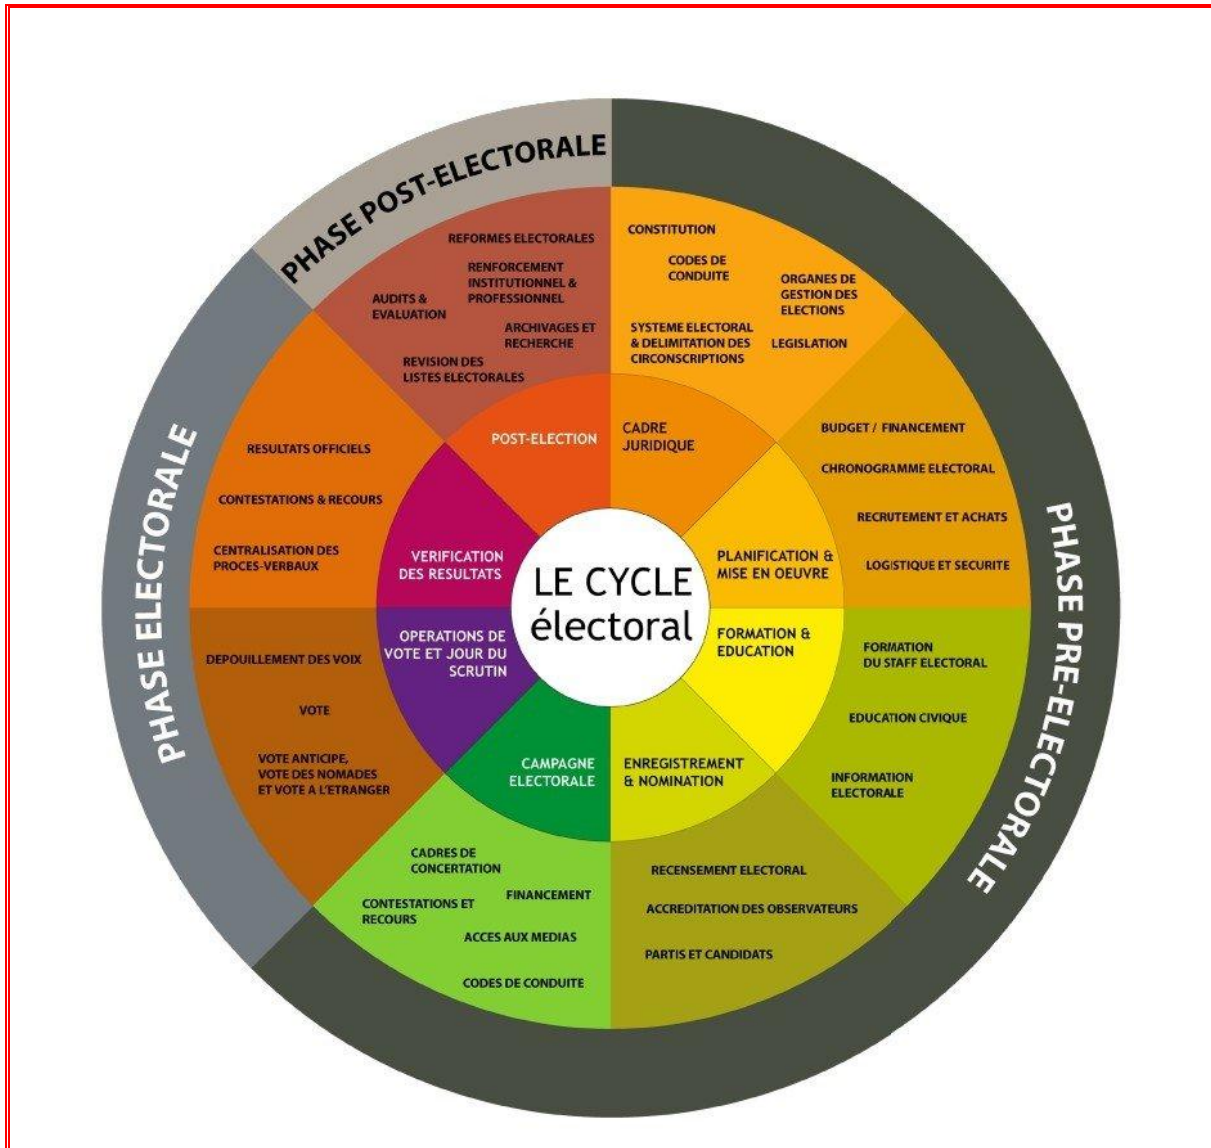 LE CYCLE
électoral
PHASE PRE-ELECTORALE
CADRE
JURIDIQUE
CONSTITUTION
CODES DE
CONDUITE
ORGANES DE
GESTION DES
ELECTIONS
SYSTEME ELECTORAL
& DELIMITATION DES
CIRCONSCRIPTIONS
LEGISLATION
PLANIFICATION &
MISE EN OEUVRE
BUDGET / FINANCEMENT
CHRONOGRAMME ELECTORAL
RECRUTEMENT ET ACHATS
LOGISTIQUE ET SECURITE
FORMATION &
EDUCATION
FORMATION
DU STAFF ELECTORAL
EDUCATION CIVIQUE
INFORMATION
ELECTORALE
ENREGISTREMENT
& NOMINATION
RECENSEMENT ELECTORAL
ACCREDITATION DES OBSERVATEURS
PARTIS ET CANDIDATS
CAMPAGNE
ELECTORALE
CADRES DE
CONCERTATION
FINANCEMENT
CONTESTATIONS ET
RECOURS
ACCES AUX MEDIAS
CODES DE CONDUITE
PHASE ELECTORALE
OPERATIONS DE
VOTE ET JOUR DU
SCRUTIN
DEPOUILLEMENT DES VOIX
VOTE
VOTE ANTICIPE,
VOTE DES NOMADES
ET VOTE A L'ETRANGER
VERIFICATION
DES RESULTATS
RESULTATS OFFICIELS
CONTESTATIONS & RECOURS
CENTRALISATION DES
PROCES-VERBAUX
PHASE POST-ELECTORALE
POST-ELECTION
REFORMES ELECTORALES
RENFORCEMENT
INSTITUTIONNEL &
PROFESSIONNEL
AUDITS &
EVALUATION
ARCHIVAGES ET
RECHERCHE
REVISION DES
LISTES ELECTORALES